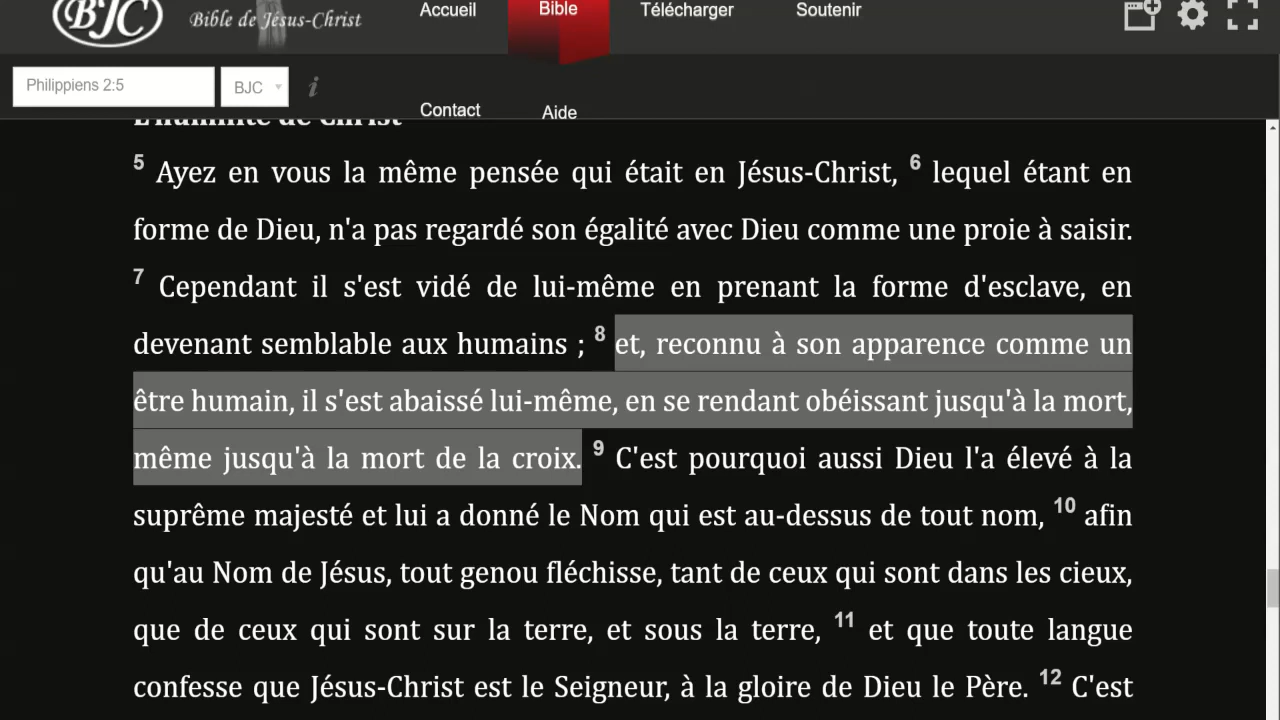 BJC Bible de Jésus-Christ
Accueil
Bible
Télécharger
Soutenir
Philippiens 2:5
BJC
i
Contact
Aide
L'humilité de Christ
5 Ayez en vous la même pensée qui était en Jésus-Christ, 6 lequel étant en
forme de Dieu, n'a pas regardé son égalité avec Dieu comme une proie à saisir.
7 Cependant il s'est vidé de lui-même en prenant la forme d'esclave, en
devenant semblable aux humains ; 8 et, reconnu à son apparence comme un
être humain, il s'est abaissé lui-même, en se rendant obéissant jusqu'à la mort,
même jusqu'à la mort de la croix. 9 C'est pourquoi aussi Dieu l'a élevé à la
suprême majesté et lui a donné le Nom qui est au-dessus de tout nom, 10 afin
qu'au Nom de Jésus, tout genou fléchisse, tant de ceux qui sont dans les cieux,
que de ceux qui sont sur la terre, et sous la terre, 11 et que toute langue
confesse que Jésus-Christ est le Seigneur, à la gloire de Dieu le Père. 12 C'est